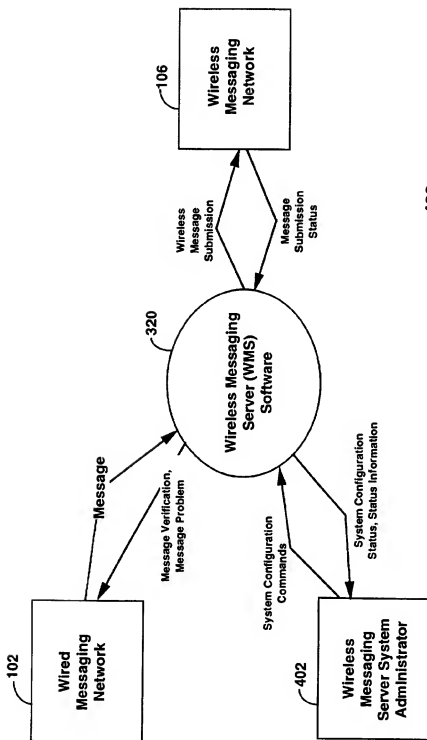 102
Wired
Messaging
Network
Message
Message Verification,
Message Problem
320
Wireless Messaging
Server (WMS)
Software
Wireless
Message
Submission
Message
Submission
Status
106
Wireless
Messaging
Network
402
Wireless
Messaging
Server System
Administrator
System Configuration
Commands
System Configuration
Status, Status Information